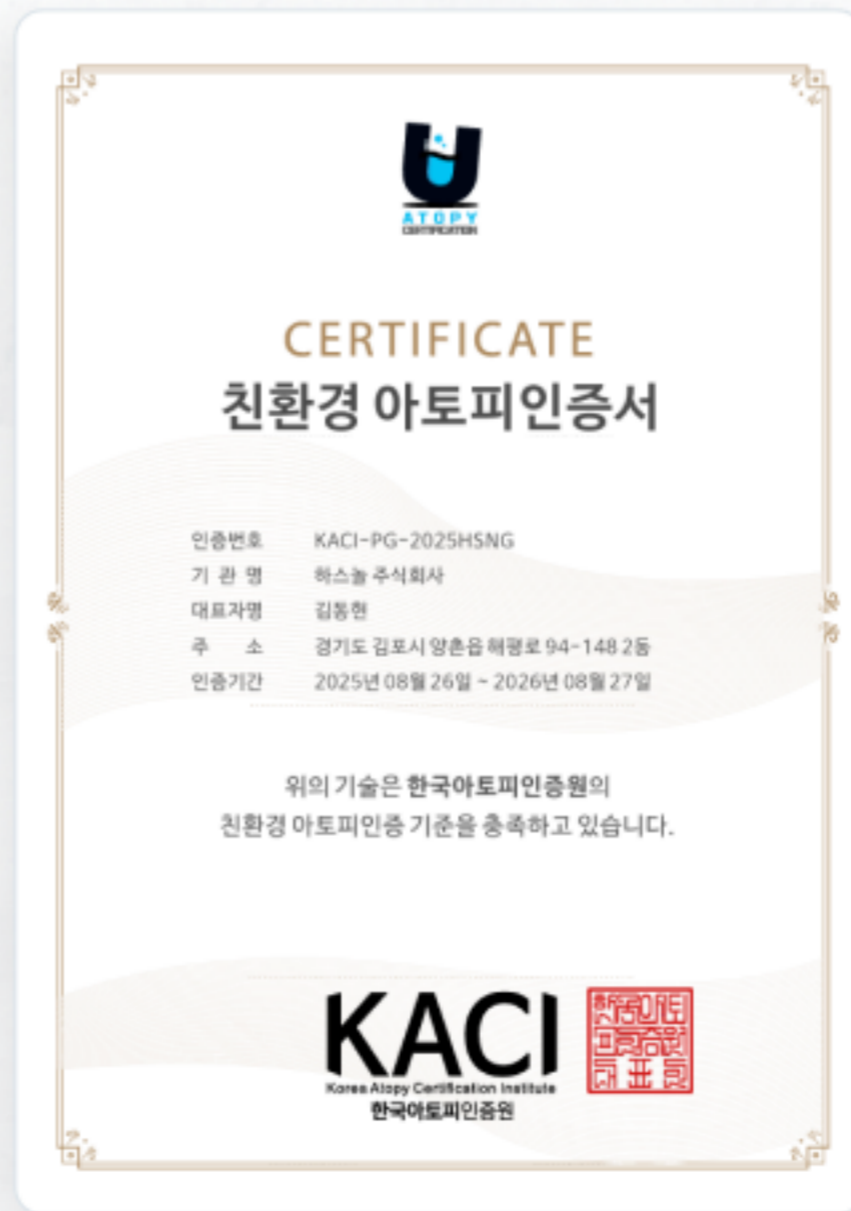 ATOPY
CERTIFICATION
CERTIFICATE
친환경 아토피인증서
인증번호 KACI-PG-2025HSNG
기 관 명 하스놀 주식회사
대표자명 김동현
주 소 경기도 김포시 양촌읍 해평로 94-148 2동
인증기간 2025년 08월 26일 ~ 2026년 08월 27일
위의 기술은 한국아토피인증원의
친환경 아토피인증 기준을 충족하고 있습니다.
KACI
Korea Atopy Certification Institute
한국아토피인증원